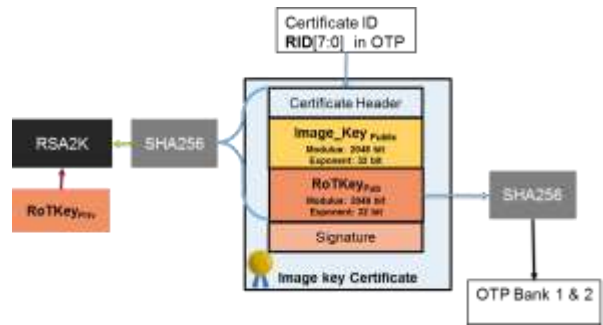 Certificate ID
RID[7:0] in OTP
Certificate Header
Image_Key Public
Modulus: 2048 bit
Exponent: 32 bit
RSA2K
SHA256
RoTKeyPriv
RoTKeyPub
Modulus: 2048 bit
Exponent: 32 bit
SHA256
Signature
Image key Certificate
OTP Bank 1 & 2